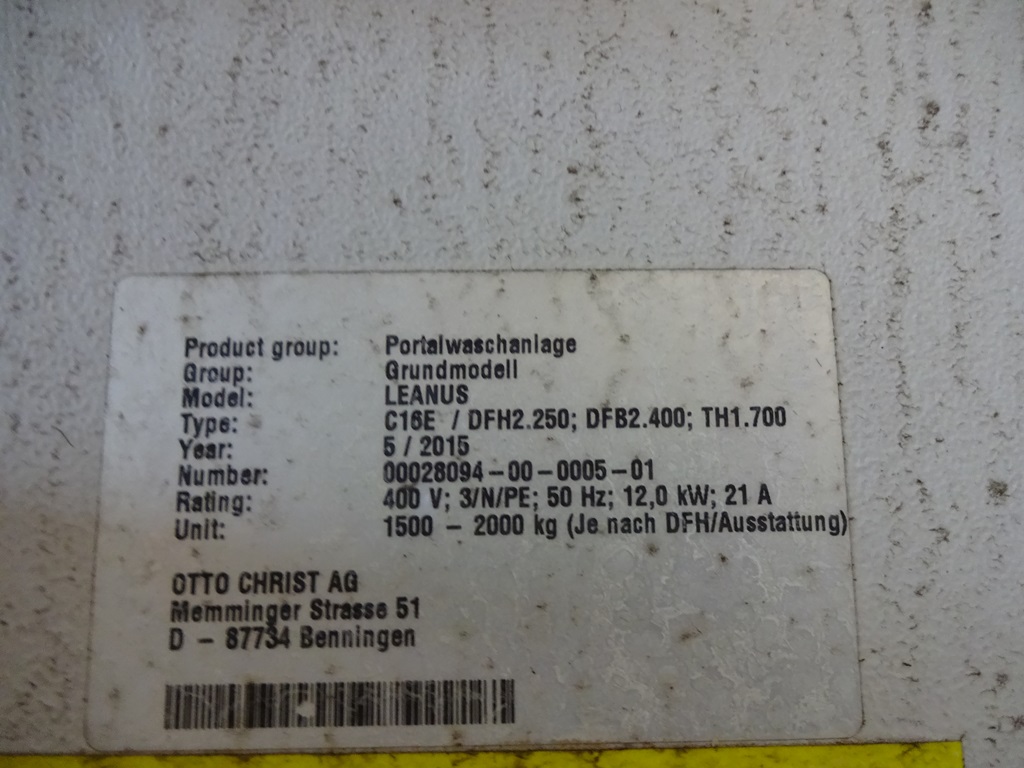 Product group: Portalwaschanlage
Group: Grundmodell
Model: LEANUS
Type: C16E / DFH2.250; DFB2.400; TH1.700
Year: 5 / 2015
Number: 00028094-00-0005-01
Rating: 400 V; 3/N/PE; 50 Hz; 12,0 kW; 21 A
Unit: 1500 - 2000 kg (Je nach DFH/Ausstattung)
OTTO CHRIST AG
Memminger Strasse 51
D - 87734 Benningen